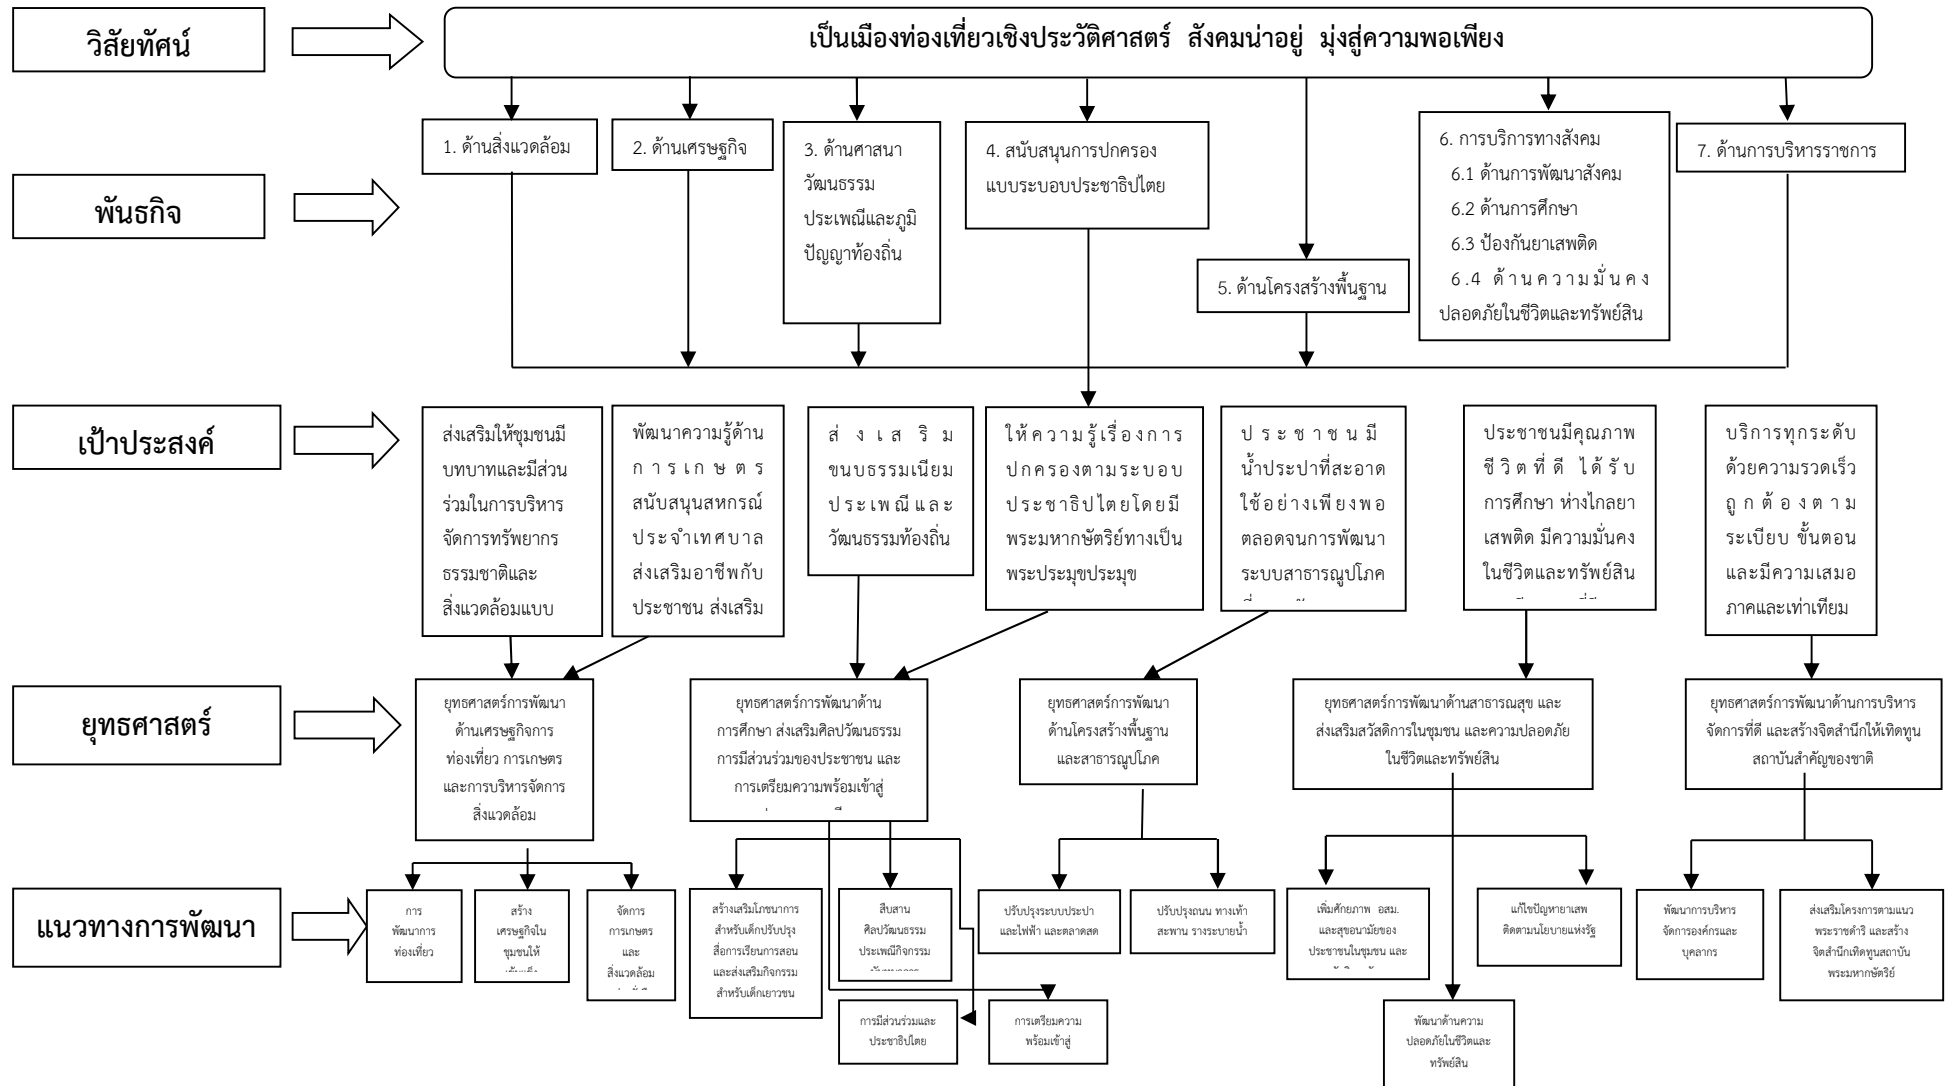 วิสัยทัศน์
เป็นเมืองท่องเที่ยวเชิงประวัติศาสตร์ สังคมน่าอยู่ มุ่งสู่ความพอเพียง
พันธกิจ
1. ด้านสิ่งแวดล้อม
2. ด้านเศรษฐกิจ
3. ด้านศาสนา
วัฒนธรรม
ประเพณีและภูมิ
ปัญญาท้องถิ่น
4. สนับสนุนการปกครอง
แบบระบอบประชาธิปไตย
5. ด้านโครงสร้างพื้นฐาน
6. การบริการทางสังคม
6.1 ด้านการพัฒนาสังคม
6.2 ด้านการศึกษา
6.3 ป้องกันยาเสพติด
6.4 ด้านความมั่นคง
ปลอดภัยในชีวิตและทรัพย์สิน
7. ด้านการบริหารราชการ
เป้าประสงค์
ส่งเสริมให้ชุมชนมี
บทบาทและมีส่วน
ร่วมในการบริหาร
จัดการทรัพยากร
ธรรมชาติและ
สิ่งแวดล้อมแบบ
พัฒนาความรู้ด้าน
การเกษตร
สนับสนุนสหกรณ์
ประจำเทศบาล
ส่งเสริมอาชีพกับ
ประชาชน ส่งเสริม
ส่งเสริม
ขนบธรรมเนียม
ประเพณีและ
วัฒนธรรมท้องถิ่น
ให้ความรู้เรื่องการ
ปกครองตามระบอบ
ประชาธิปไตยโดยมี
พระมหากษัตริย์ทางเป็น
พระประมุขประมุข
ประชาชนมี
น้ำประปาที่สะอาด
ใช้อย่างเพียงพอ
ตลอดจนการพัฒนา
ระบบสาธารณูปโภค
ประชาชนมีคุณภาพ
ชีวิตที่ดี ได้รับ
การศึกษา ห่างไกลยา
เสพติด มีความมั่นคง
ในชีวิตและทรัพย์สิน
บริการทุกระดับ
ด้วยความรวดเร็ว
ถูกต้องตาม
ระเบียบ ขั้นตอน
และมีความเสมอ
ภาคและเท่าเทียม
ยุทธศาสตร์
ยุทธศาสตร์การพัฒนา
ด้านเศรษฐกิจการ
ท่องเที่ยว การเกษตร
และการบริหารจัดการ
สิ่งแวดล้อม
ยุทธศาสตร์การพัฒนาด้าน
การศึกษา ส่งเสริมศิลปวัฒนธรรม
การมีส่วนร่วมของประชาชน และ
การเตรียมความพร้อมเข้าสู่
ยุทธศาสตร์การพัฒนา
ด้านโครงสร้างพื้นฐาน
และสาธารณูปโภค
ยุทธศาสตร์การพัฒนาด้านสาธารณสุข และ
ส่งเสริมสวัสดิการในชุมชน และความปลอดภัย
ในชีวิตและทรัพย์สิน
ยุทธศาสตร์การพัฒนาด้านการบริหาร
จัดการที่ดี และสร้างจิตสำนึกให้เทิดทูน
สถาบันสำคัญของชาติ
แนวทางการพัฒนา
การ
พัฒนาการ
ท่องเที่ยว
สร้าง
เศรษฐกิจใน
ชุมชนให้
จัดการ
การเกษตร
และ
สิ่งแวดล้อม
สร้างเสริมโภชนาการ
สำหรับเด็กปรับปรุง
สื่อการเรียนการสอน
และส่งเสริมกิจกรรม
สำหรับเด็กเยาวชน
สืบสาน
ศิลปวัฒนธรรม
ประเพณีกิจกรรม
ปรับปรุงระบบประปา
และไฟฟ้า และตลาดสด
ปรับปรุงถนน ทางเท้า
สะพาน รางระบายน้ำ
เพิ่มศักยภาพ อสม.
และสุขอนามัยของ
ประชาชนในชุมชน และ
แก้ไขปัญหายาเสพ
ติดตามนโยบายแห่งรัฐ
พัฒนาการบริหาร
จัดการองค์กรและ
บุคลากร
ส่งเสริมโครงการตามแนว
พระราชดำริ และสร้าง
จิตสำนึกเทิดทูนสถาบัน
พระมหากษัตริย์
การมีส่วนร่วมและ
ประชาธิปไตย
การเตรียมความ
พร้อมเข้าสู่
พัฒนาด้านความ
ปลอดภัยในชีวิตและ
ทรัพย์สิน